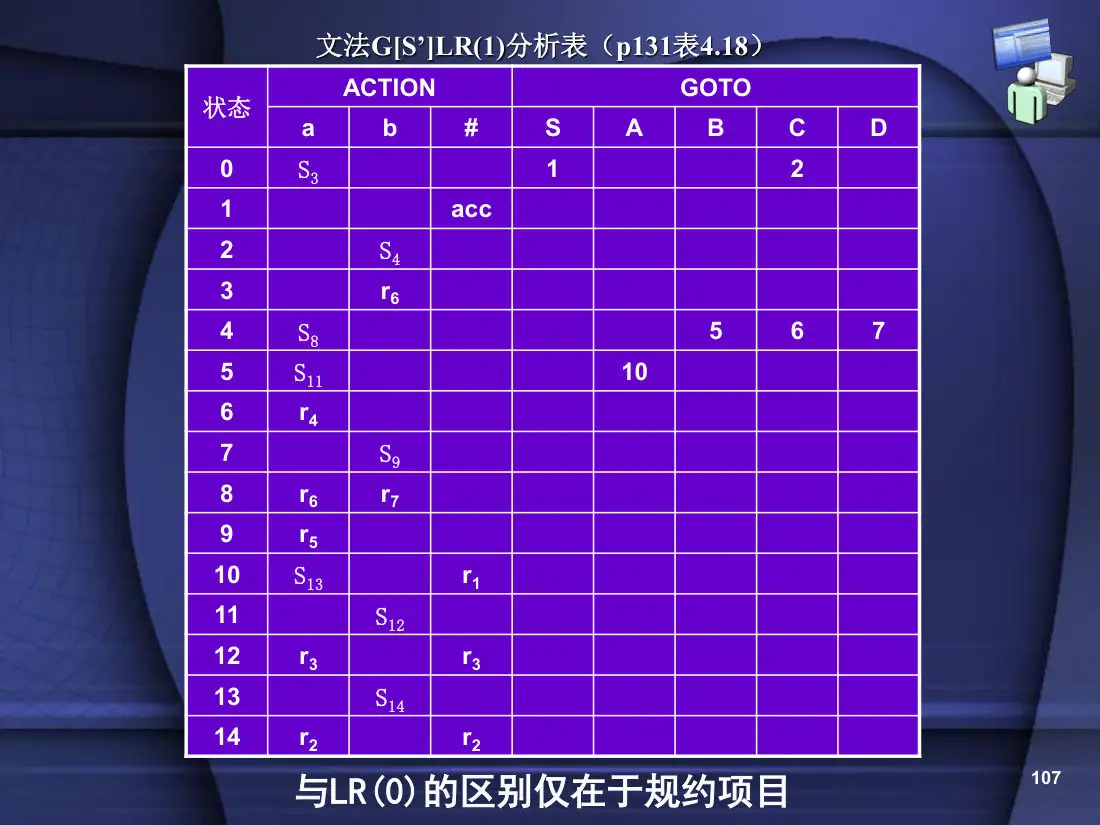 文法G[S’]LR(1)分析表（p131表4.18）
状态 ACTION GOTO
a b # S A B C D
0 S3 1 2
1 acc
2 S4
3 r6
4 S8 5 6 7
5 S11 10
6 r4
7 S9
8 r6 r7
9 r5
10 S13 r1
11 S12
12 r3 r3
13 S14
14 r2 r2
与LR(0)的区别仅在于规约项目
107